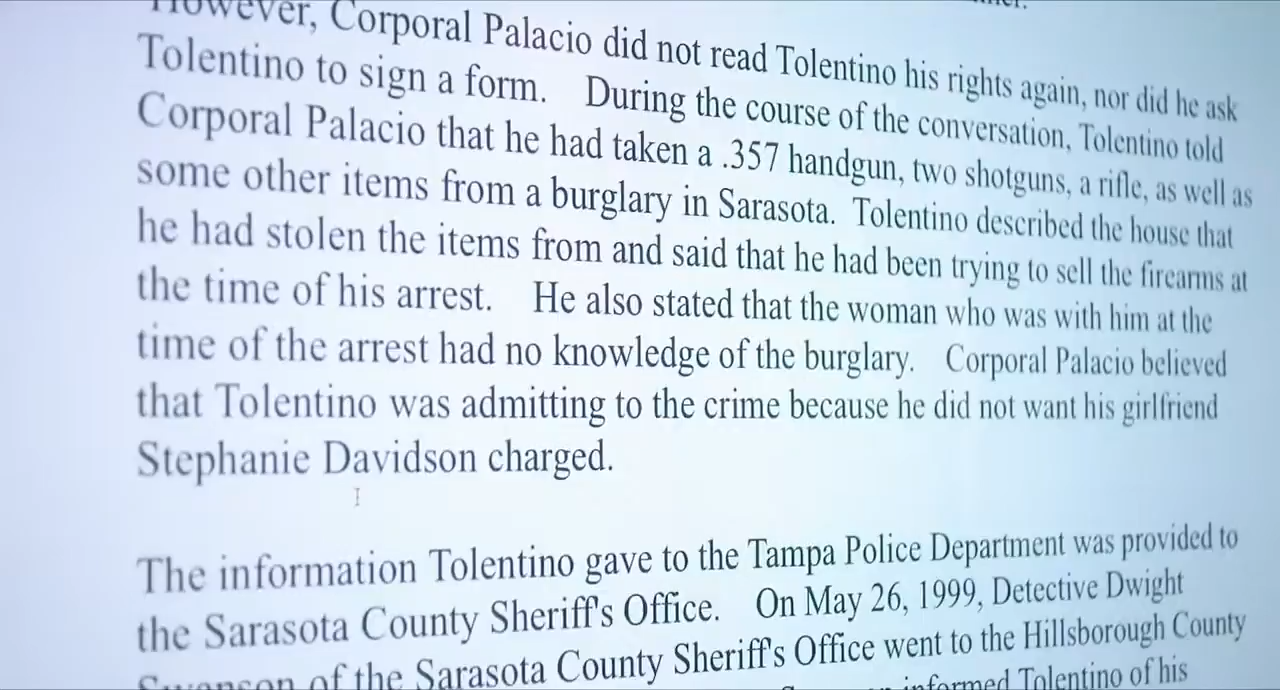 However, Corporal Palacio did not read Tolentino his rights again, nor did he ask
Tolentino to sign a form. During the course of the conversation, Tolentino told
Corporal Palacio that he had taken a .357 handgun, two shotguns, a rifle, as well as
some other items from a burglary in Sarasota. Tolentino described the house that
he had stolen the items from and said that he had been trying to sell the firearms at
the time of his arrest. He also stated that the woman who was with him at the
time of the arrest had no knowledge of the burglary. Corporal Palacio believed
that Tolentino was admitting to the crime because he did not want his girlfriend
Stephanie Davidson charged.
The information Tolentino gave to the Tampa Police Department was provided to
the Sarasota County Sheriff's Office. On May 26, 1999, Detective Dwight
Swanson of the Sarasota County Sheriff's Office went to the Hillsborough County
informed Tolentino of his